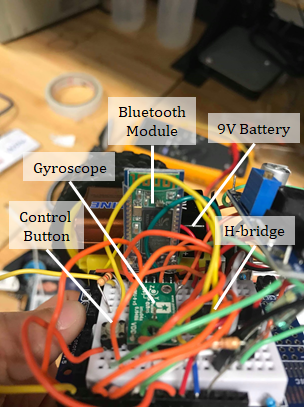 Bluetooth
Module
9V Battery
Gyroscope
Control
Button
H-bridge